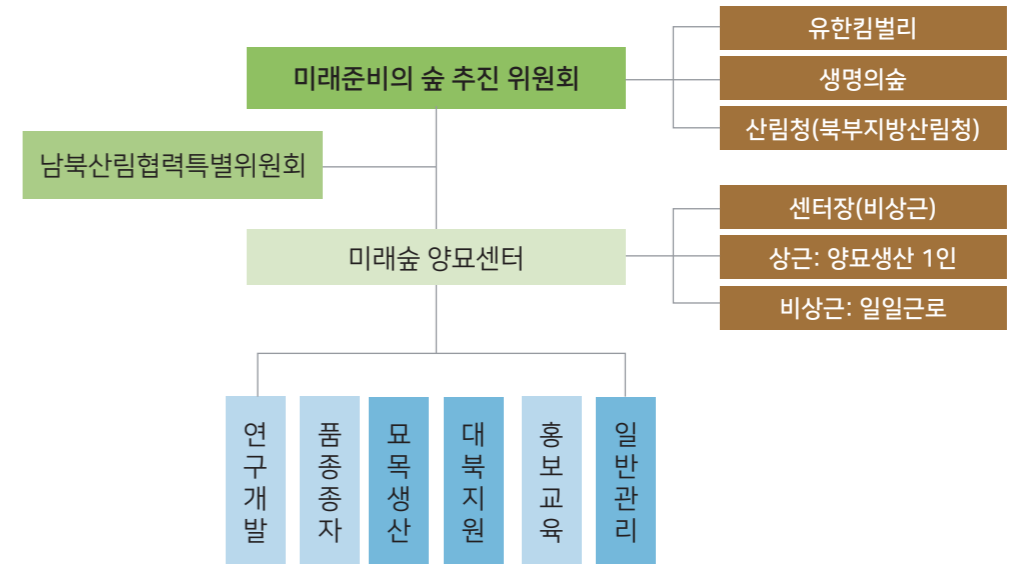 유한킴벌리
미래준비의 숲 추진 위원회
생명의숲
산림청(북부지방산림청)
남북산림협력특별위원회
센터장(비상근)
미래숲 양묘센터
상근: 양묘생산 1인
비상근: 일일근로
연구개발
품종종자
묘목생산
대북지원
홍보교육
일반관리